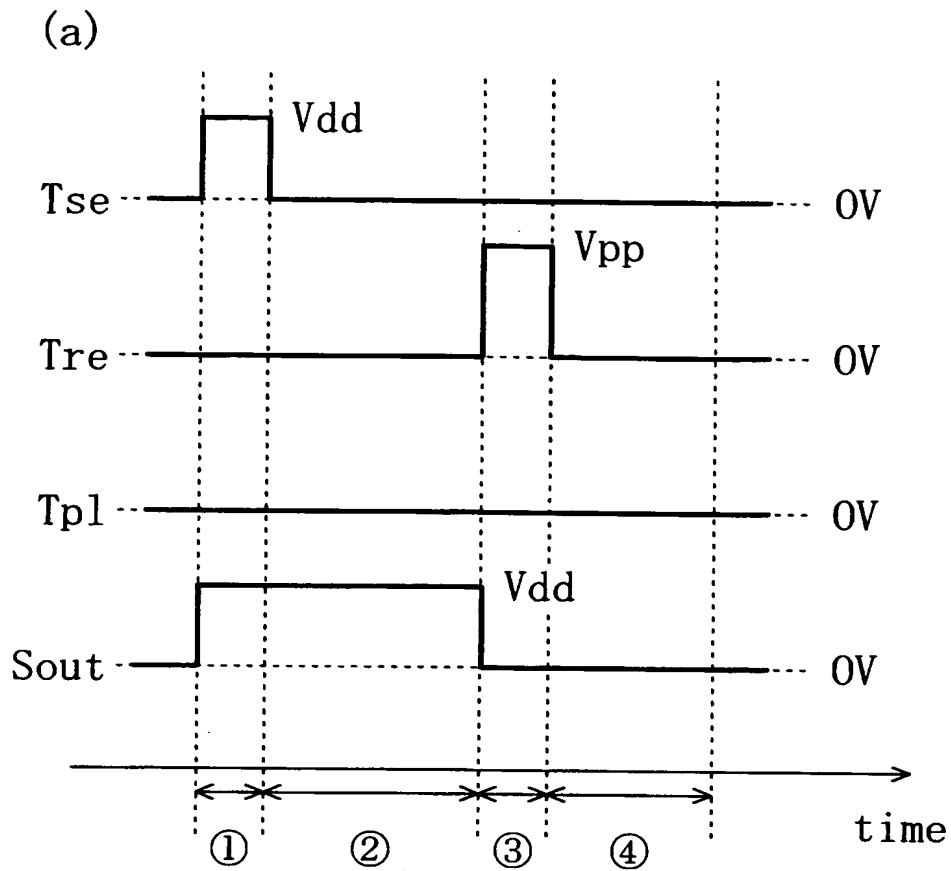 (a)
Vdd
Tse 0V
Vpp
Tre 0V
Tpl 0V
Vdd
Sout 0V
time
① ② ③ ④